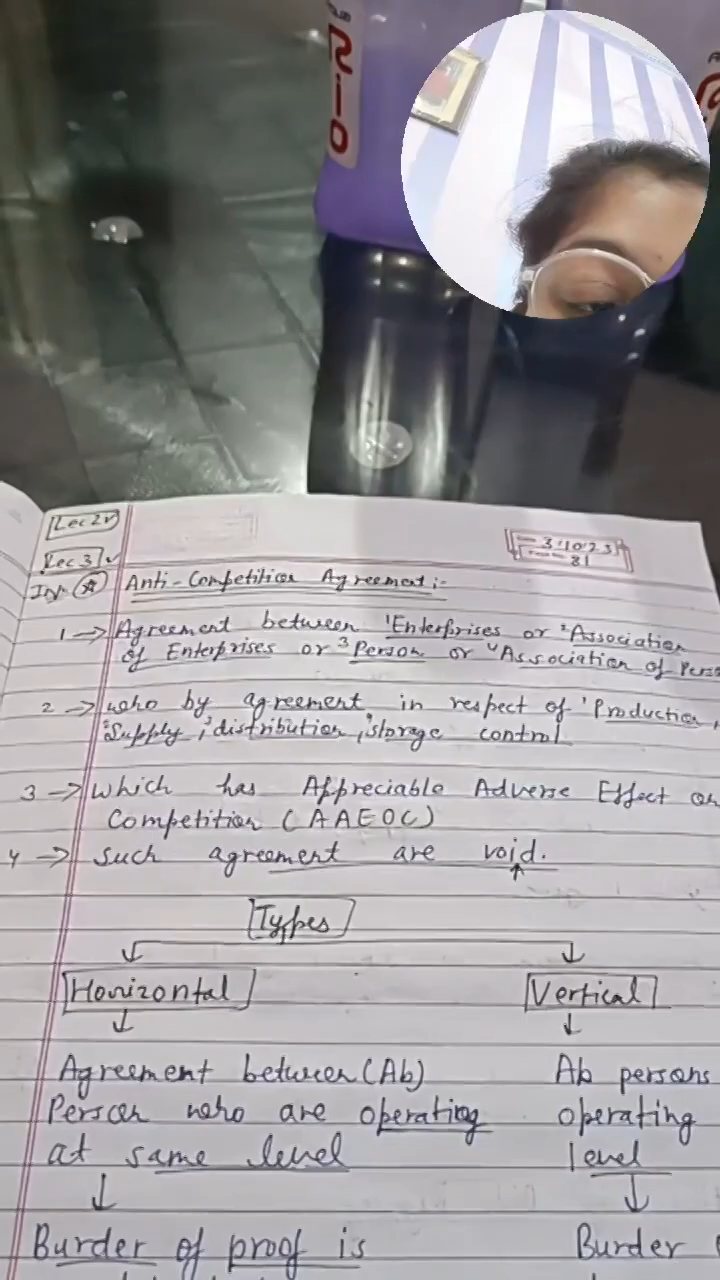 Rio
Lec 2
Lec 3
3 10 23
81
Anti-Competition Agreement:-
1 → Agreement between 1Enterprises or 2Association
of Enterprises or 3Person or 4Association of Perso
2 → who by agreement in respect of 1Production,
2Supply, 3distribution, 4storage control
3 → which has Appreciable Adverse Effect on
Competition (AAEOC)
4 → such agreement are void.
Types
Horizontal Vertical
Agreement between (Ab) Ab persons
Person who are operating operating
at same level level
Burden of proof is Burden